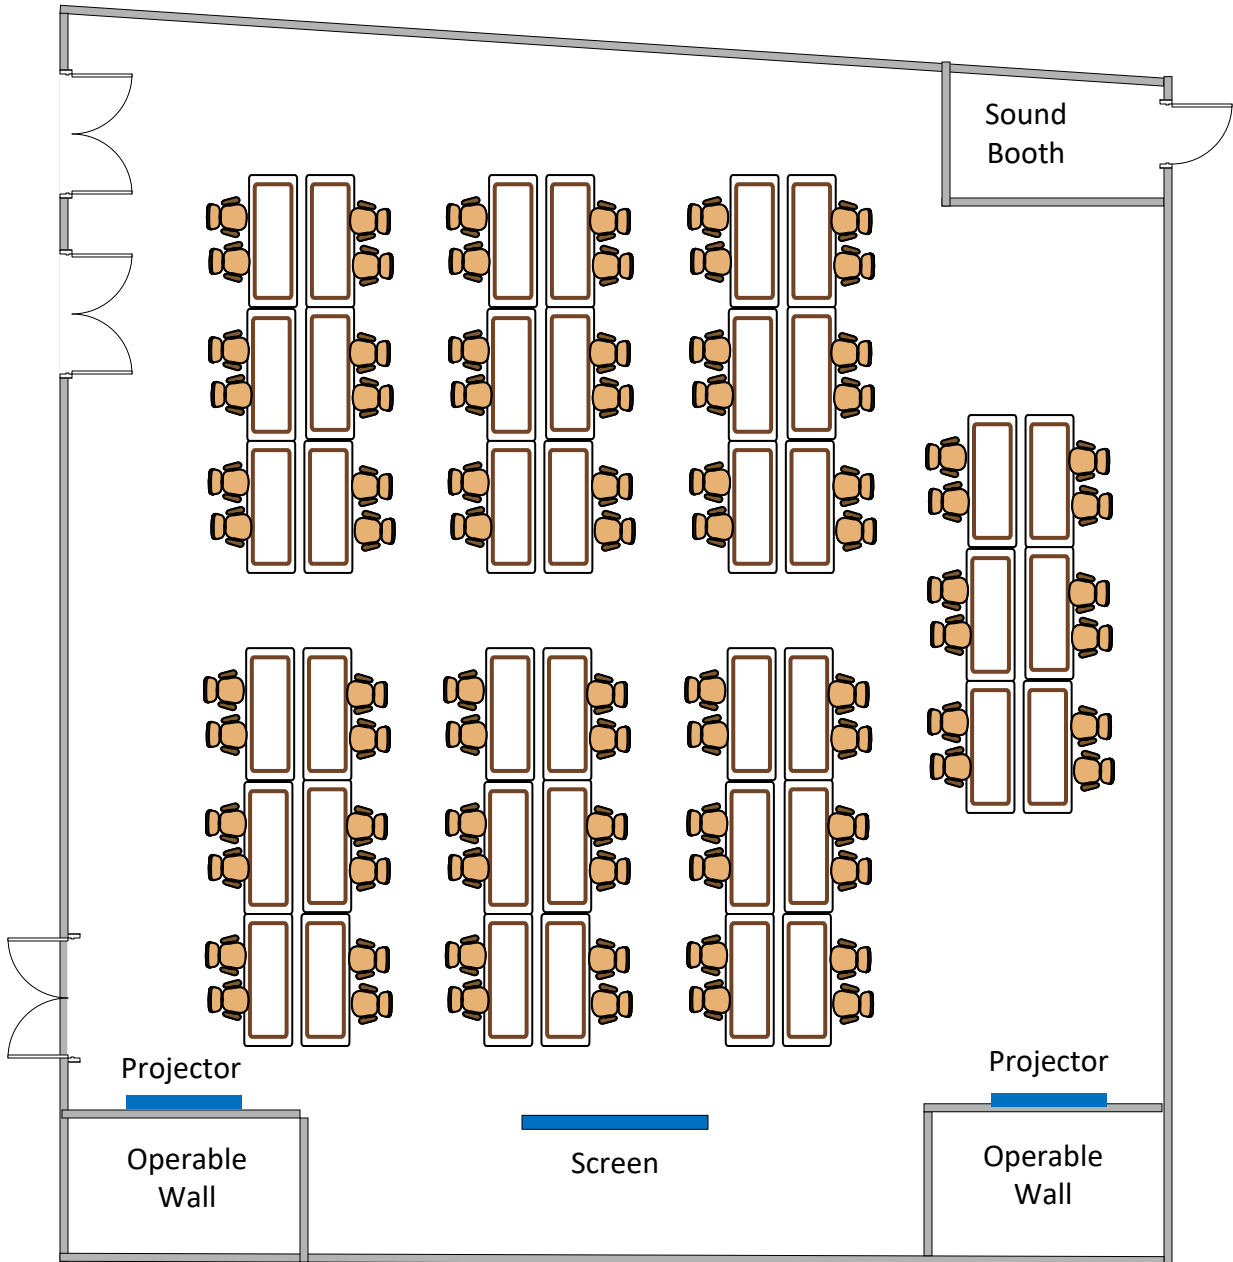 Sound
Booth
Projector
Projector
Operable
Wall
Screen
Operable
Wall